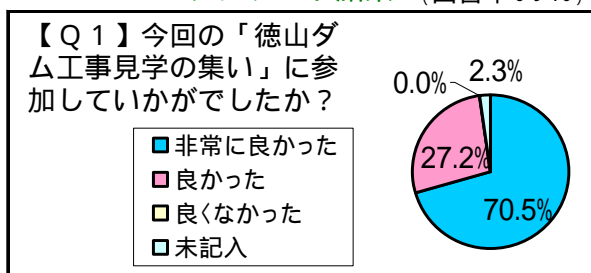 【Q1】今回の「徳山ダ
ム工事見学の集い」に参
加していかがでしたか？
非常に良かった
良かった
良くなかった
未記入
0.0%
2.3%
27.2%
70.5%